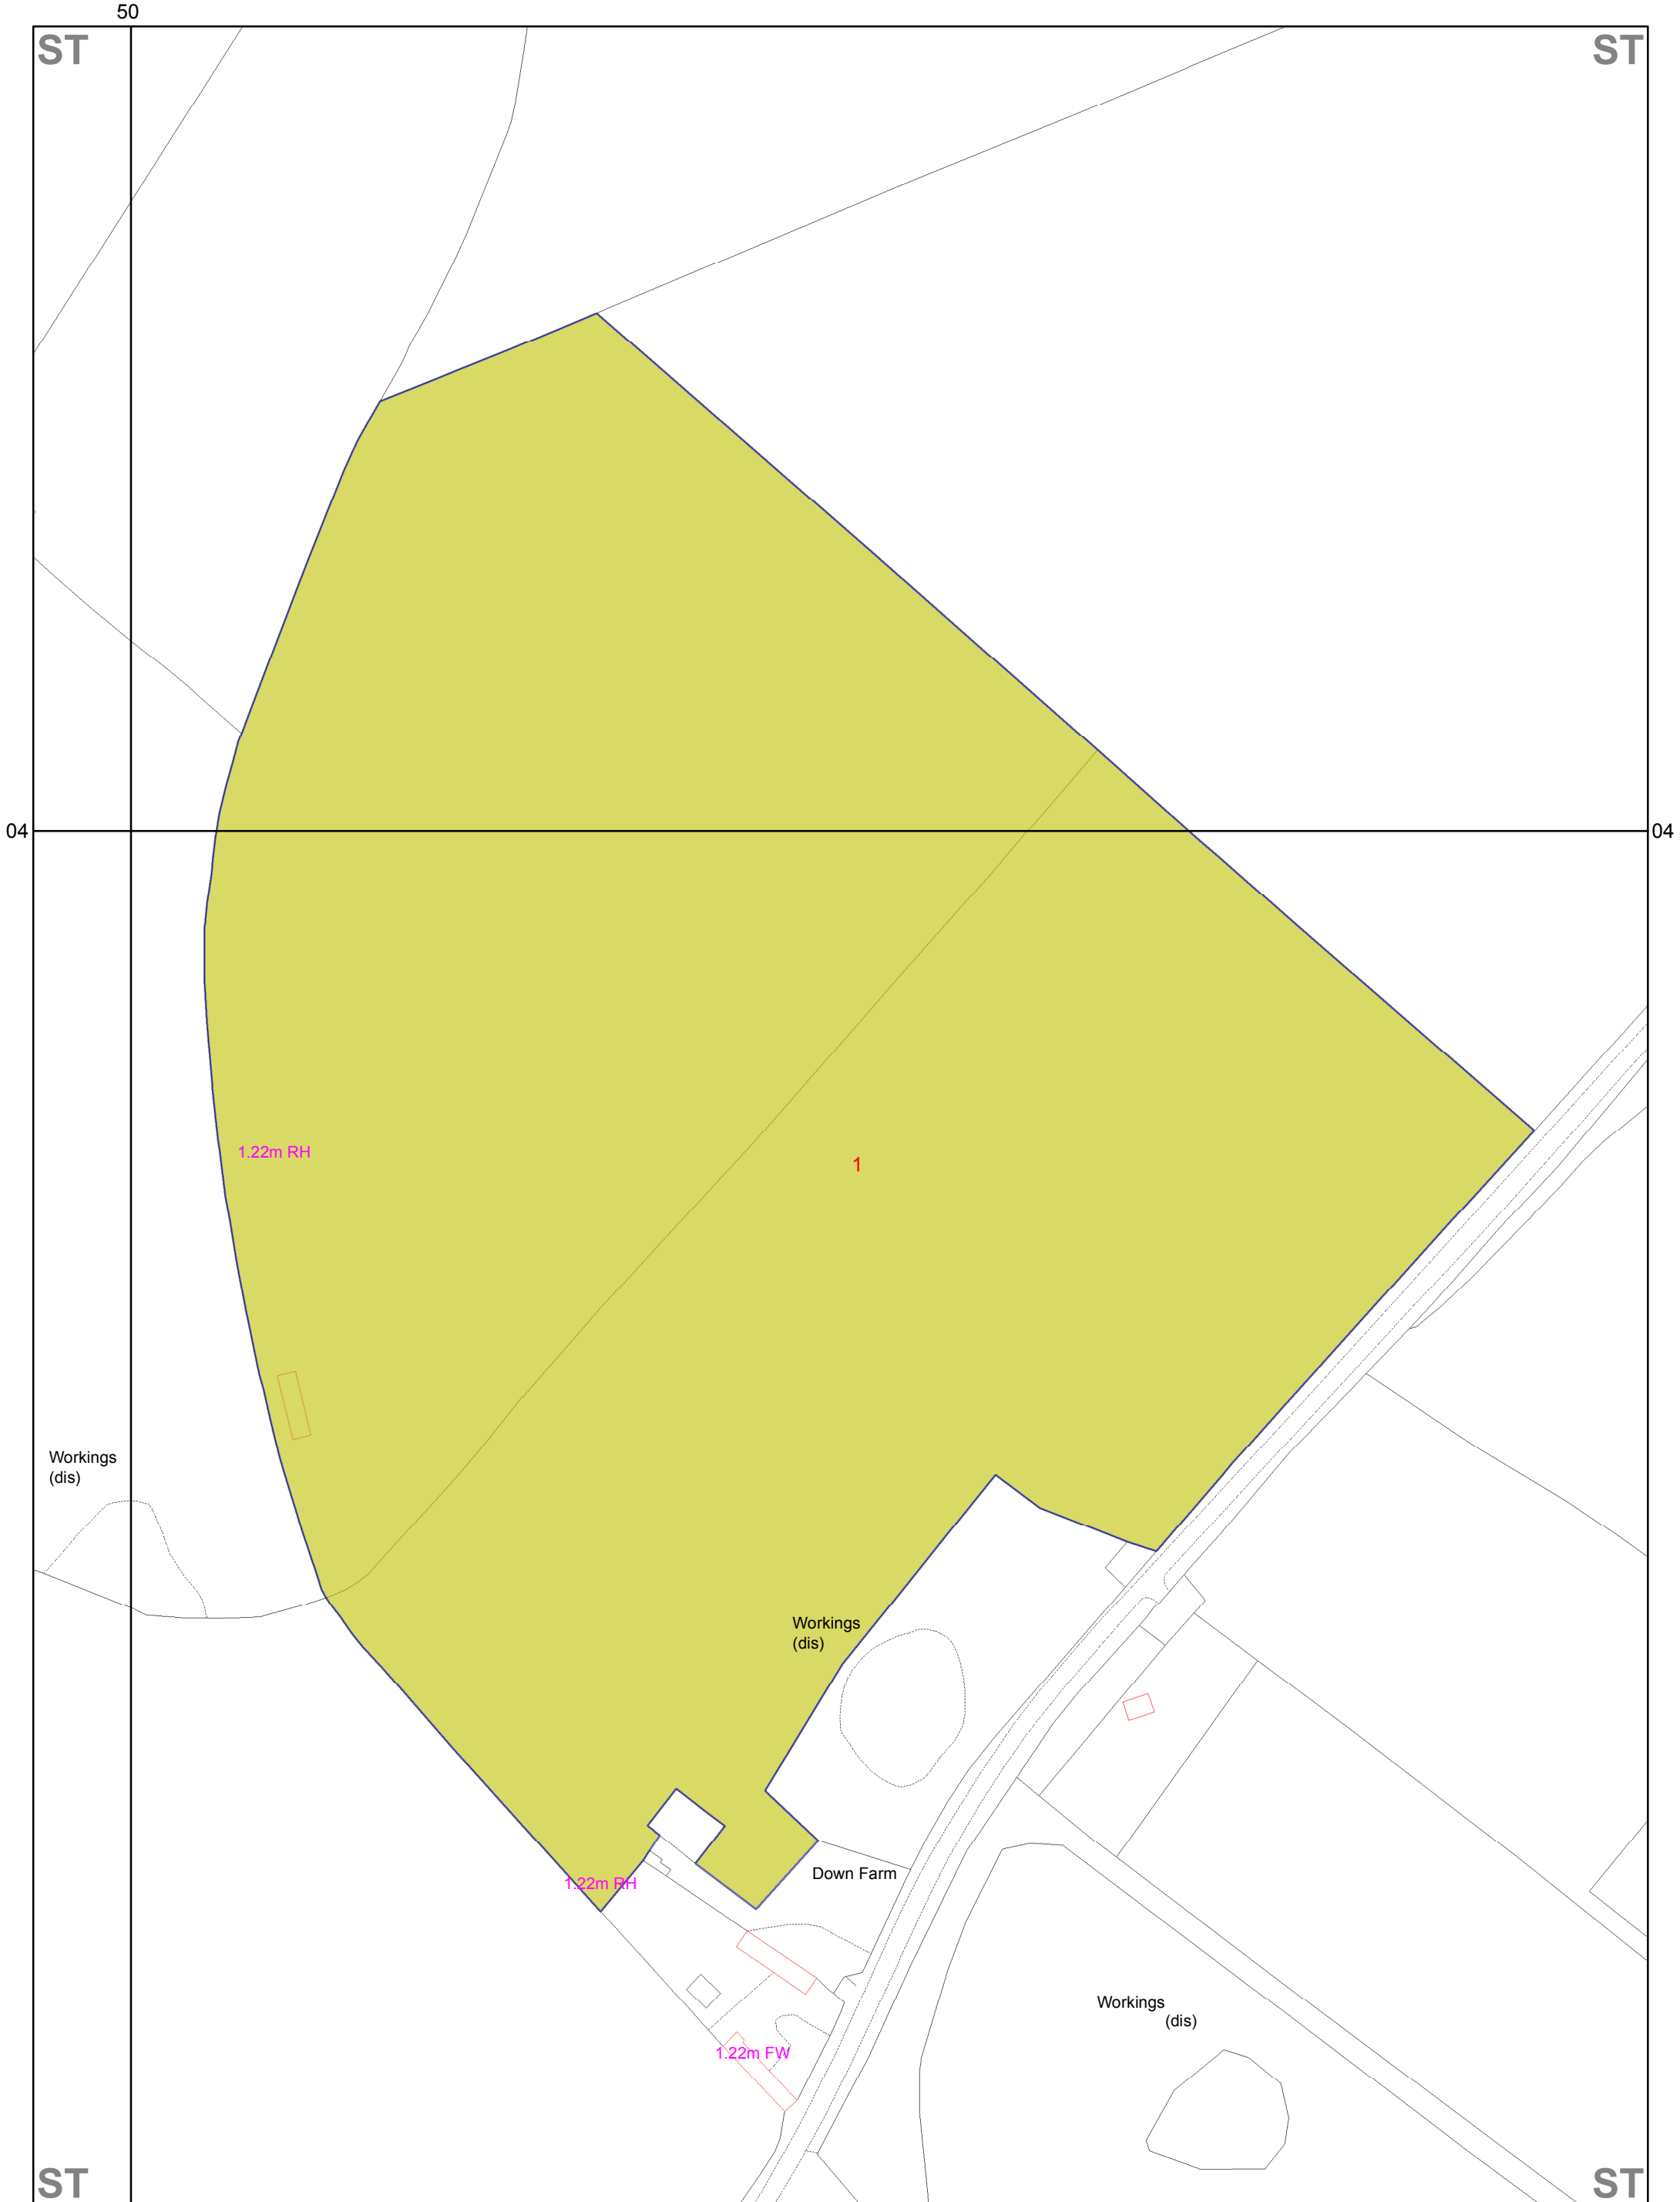 50
ST
ST
04
04
1.22m RH
1
Workings
(dis)
Workings
(dis)
Down Farm
1.22m RH
Workings
(dis)
1.22m FW
ST
ST